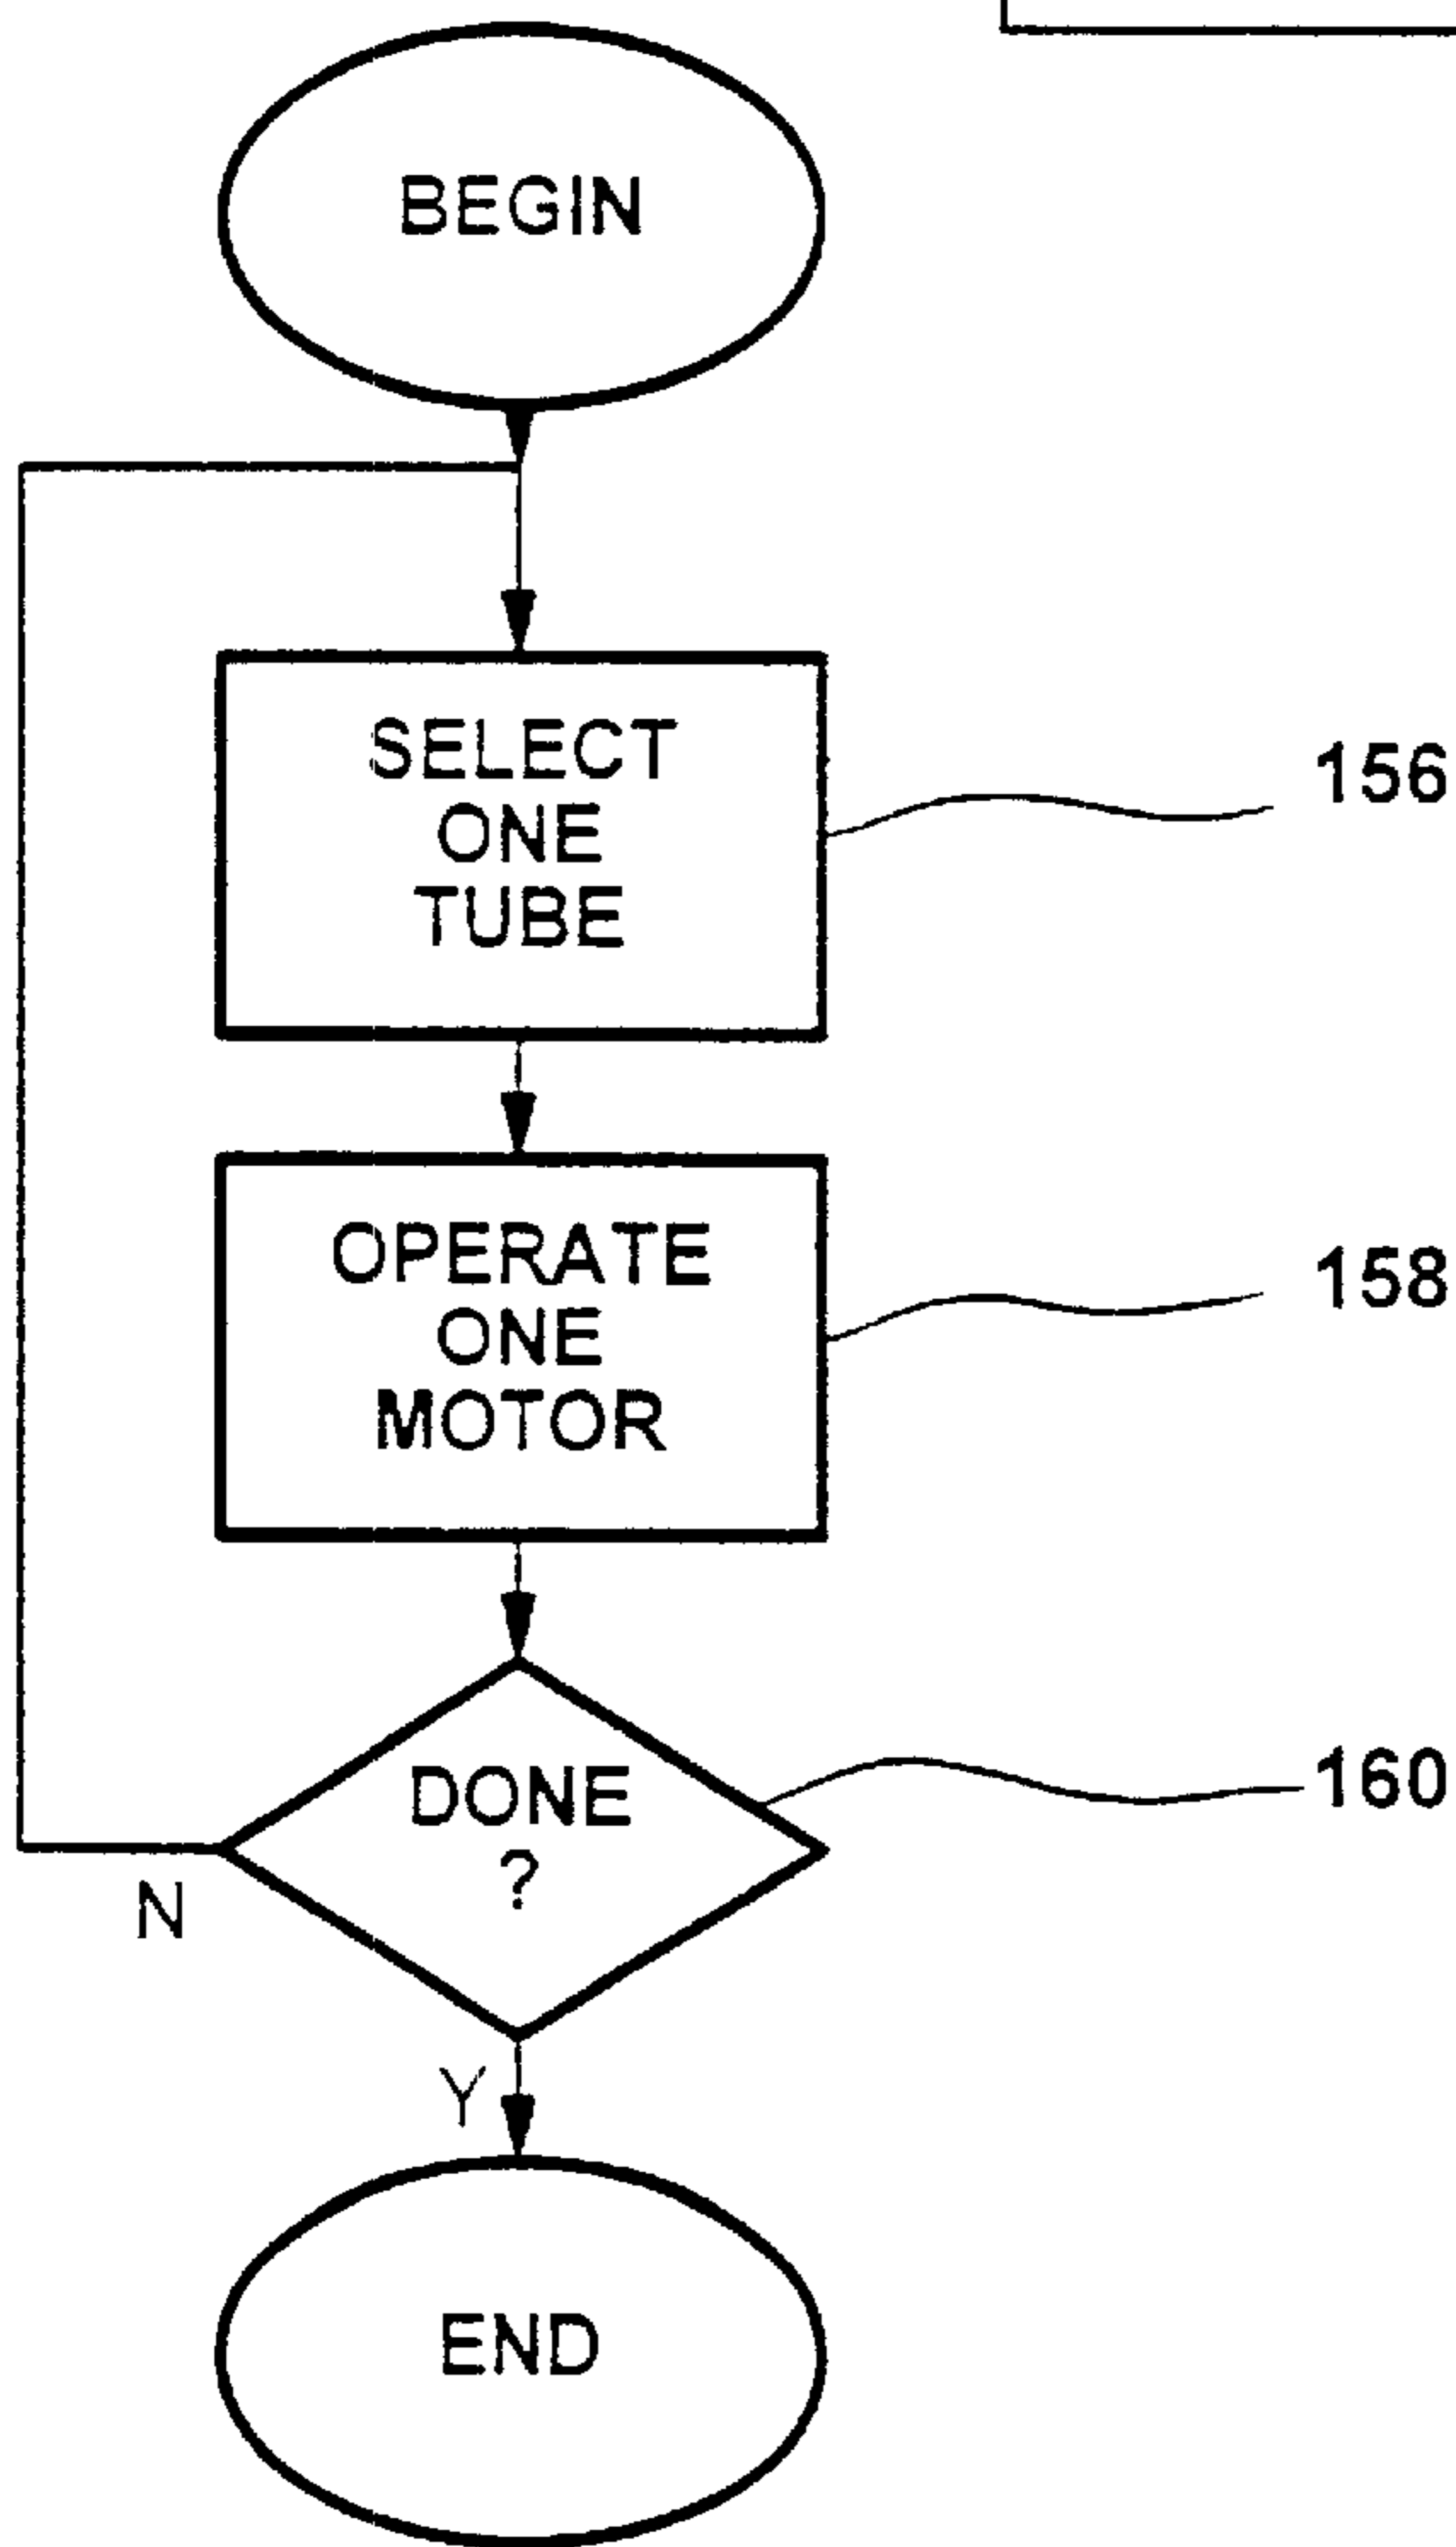 BEGIN
SELECT
ONE
TUBE
156
OPERATE
ONE
MOTOR
158
DONE
?
160
N
Y
END